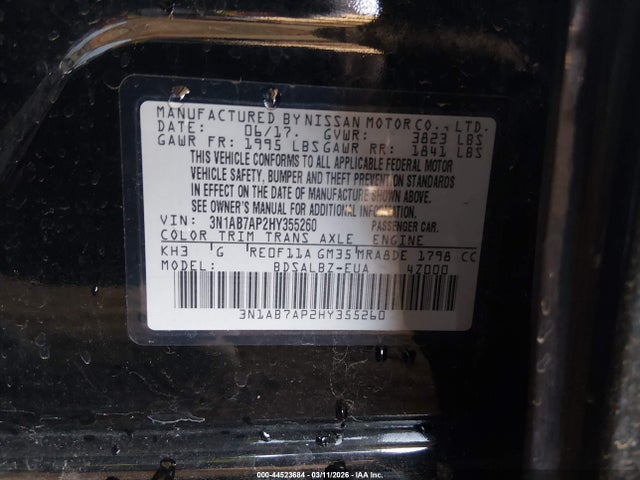 MANUFACTURED BY NISSAN MOTOR CO., LTD.
DATE: 06/17. GVWR: 3823 LBS
GAWR FR: 1995 LBS GAWR RR: 1841 LBS
THIS VEHICLE CONFORMS TO ALL APPLICABLE FEDERAL MOTOR
VEHICLE SAFETY, BUMPER AND THEFT PREVENTION STANDARDS
IN EFFECT ON THE DATE OF MANUFACTURE SHOWN ABOVE.
SEE OWNER'S MANUAL FOR ADDITIONAL INFORMATION.
VIN: 3N1AB7AP2HY355260 PASSENGER CAR.
COLOR TRIM TRANS AXLE ENGINE
KH3 G RE0F11A GM35 MRA8DE 1798 CC
MODEL: BDSALBZ-EUA 4Z000
3N1AB7AP2HY355260
000-44523684 - 03/11/2026 - IAA Inc.